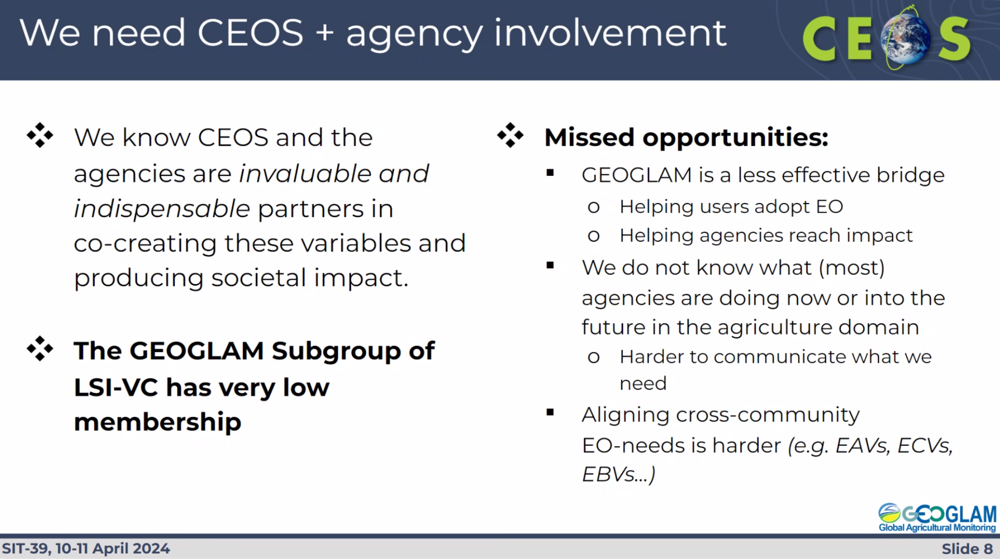 We need CEOS + agency involvement
CEOS
We know CEOS and the
agencies are invaluable and
indispensable partners in
co-creating these variables and
producing societal impact.
The GEOGLAM Subgroup of
LSI-VC has very low
membership
Missed opportunities:
GEOGLAM is a less effective bridge
o Helping users adopt EO
o Helping agencies reach impact
We do not know what (most)
agencies are doing now or into the
future in the agriculture domain
o Harder to communicate what we
need
Aligning cross-community
EO-needs is harder (e.g. EAVs, ECVs,
EBVs...)
GEOGLAM
Global Agricultural Monitoring
SIT-39, 10-11 April 2024
Slide 8